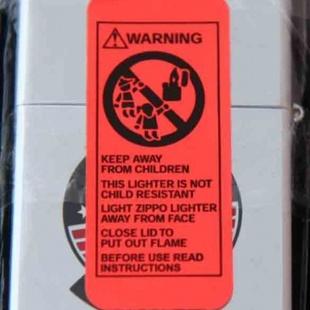 WARNING
KEEP AWAY
FROM CHILDREN
THIS LIGHTER IS NOT
CHILD RESISTANT
LIGHT ZIPPO LIGHTER
AWAY FROM FACE
CLOSE LID TO
PUT OUT FLAME
BEFORE USE READ
INSTRUCTIONS